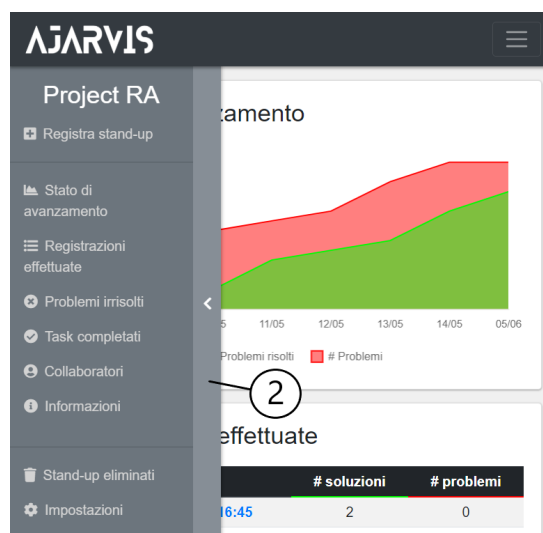 AJARVIS
Project RA
Registra stand-up
Stato di
avanzamento
Registrazioni
effettuate
Problemi irrisolti
Task completati
Collaboratori
Informazioni
Stand-up eliminati
Impostazioni
amento
5 11/05 12/05 13/05 14/05 05/06
Problemi risolti # Problemi
2
effettuate
# soluzioni # problemi
16:45 2 0